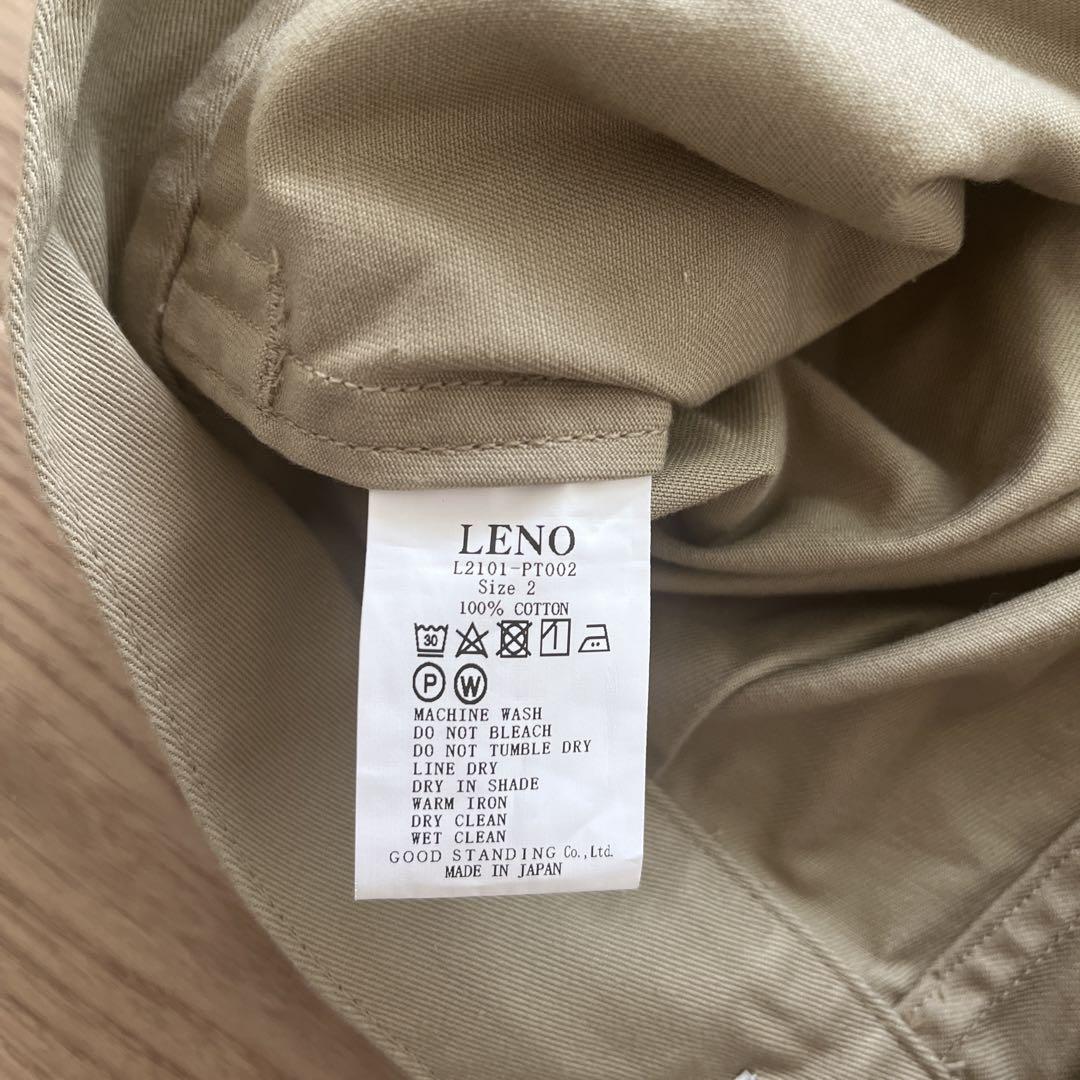 LENO
L2101-PT002
Size 2
100% COTTON
30
P W
MACHINE WASH
DO NOT BLEACH
DO NOT TUMBLE DRY
LINE DRY
DRY IN SHADE
WARM IRON
DRY CLEAN
WET CLEAN
GOOD STANDING Co.,Ltd.
MADE IN JAPAN